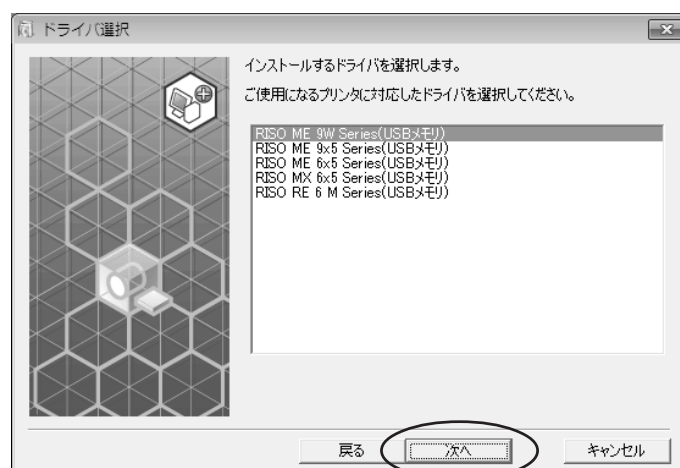 ドライバ選択
インストールするドライバを選択します。
ご使用になるプリンタに対応したドライバを選択してください。
RISO ME 9W Series(USBメモリ)
RISO ME 9x5 Series(USBメモリ)
RISO ME 6x5 Series(USBメモリ)
RISO MX 6x5 Series(USBメモリ)
RISO RE 6 M Series(USBメモリ)
戻る
次へ
キャンセル